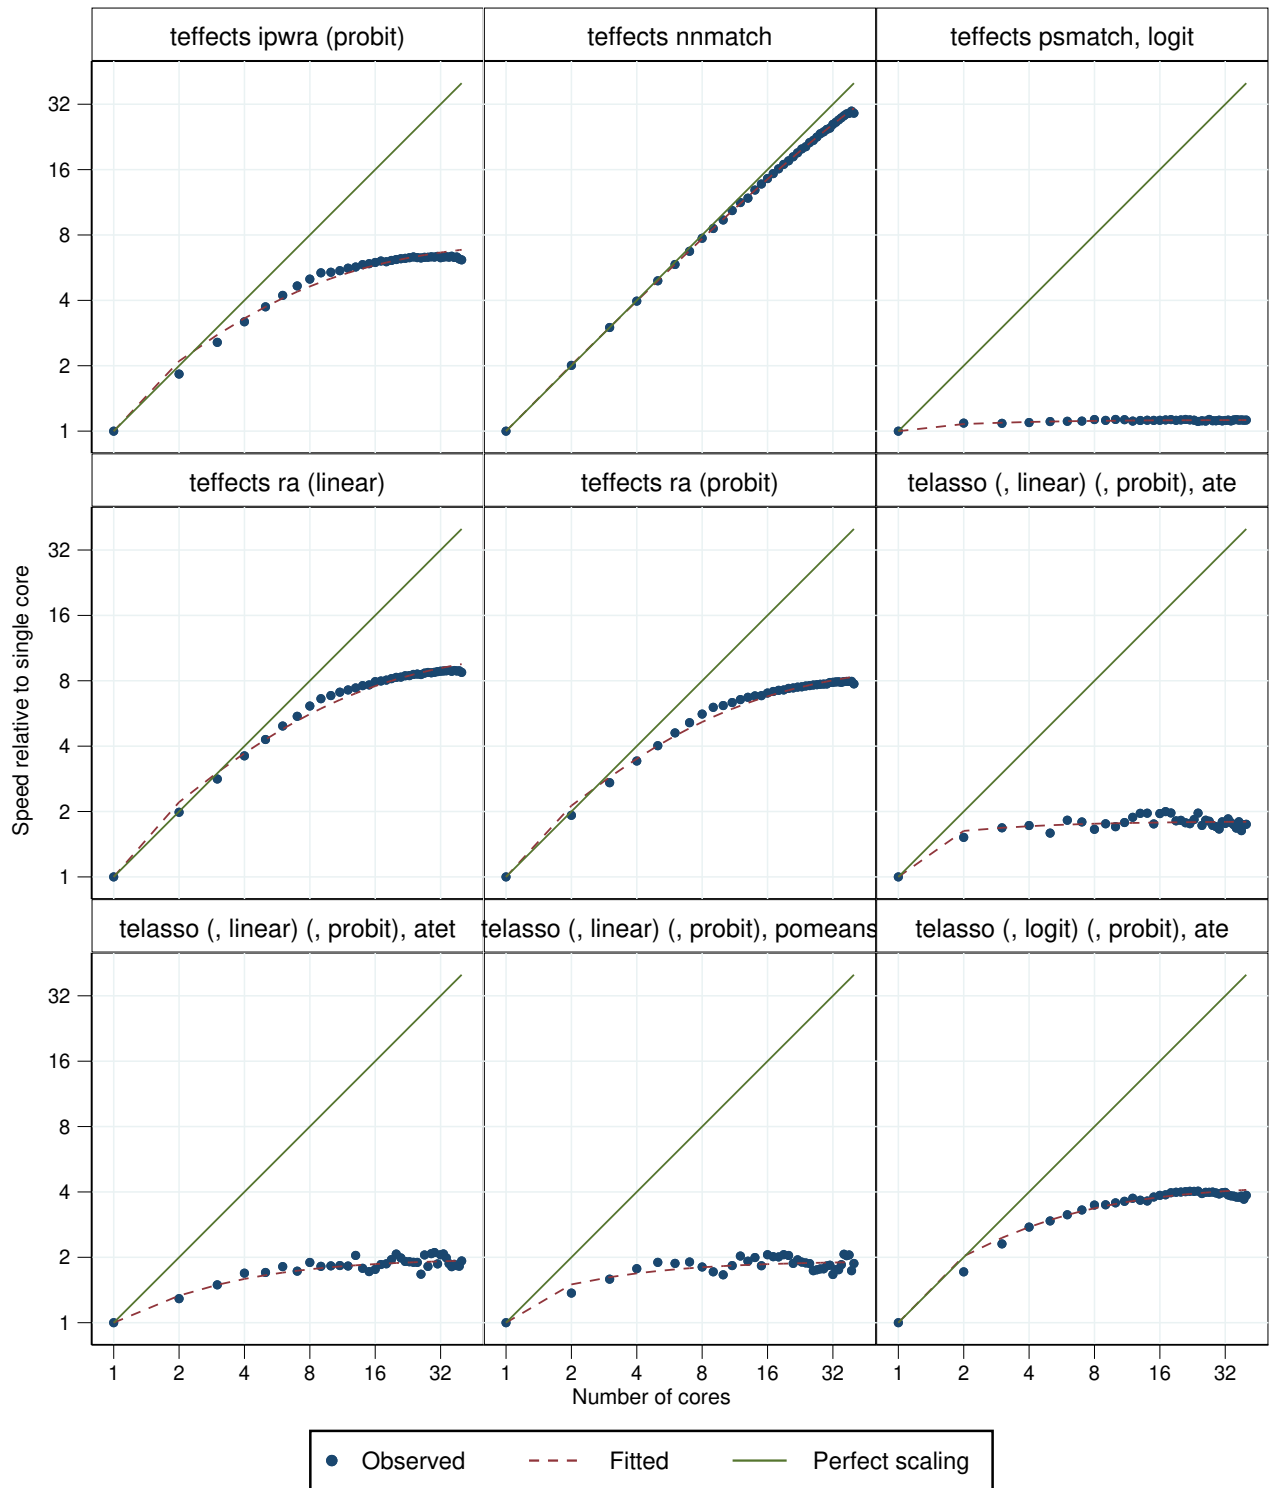 teffects ipwra (probit)
teffects nnmatch
teffects psmatch, logit
32
16
8
4
2
1
teffects ra (linear)
teffects ra (probit)
telasso (, linear) (, probit), ate
32
16
8
4
2
1
Speed relative to single core
telasso (, linear) (, probit), atet
telasso (, linear) (, probit), pomeans
telasso (, logit) (, probit), ate
32
16
8
4
2
1
1 2 4 8 16 32
1 2 4 8 16 32
1 2 4 8 16 32
Number of cores
Observed
Fitted
Perfect scaling